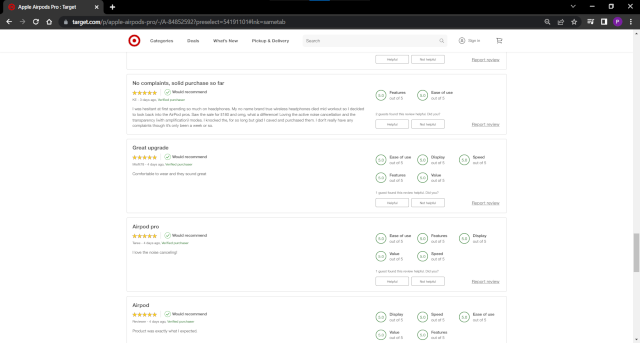 Apple Airpods Pro : Target
target.com/p/apple-airpods-pro/-/A-84852592?preselect=54191101#lnk=sametab
Categories Deals What's New Pickup & Delivery Search Sign in
Helpful Not helpful Report review
No complaints, solid purchase so far
Would recommend
3 days ago, Verified purchaser
I was hesitant at first spending so much on headphones. My no name brand true wireless headphones died mid workout so I decided
to look back into the AirPod pros. Saw the sale for $180 and omg, what a difference! Loving the active noise cancellation and the
transparency (with amplification) modes. I knocked the, for so long but glad I caved and purchased them. I don't really have any
complaints though it's only been a week or so.
5.0 Features out of 5
5.0 Ease of use out of 5
3 guests found this review helpful. Did you?
Helpful Not helpful Report review
Great upgrade
Would recommend
3 days ago, Verified purchaser
Comfortable to wear and they sound great
5.0 Ease of use out of 5
5.0 Display out of 5
5.0 Speed out of 5
5.0 Features out of 5
5.0 Value out of 5
1 guest found this review helpful. Did you?
Helpful Not helpful Report review
Airpod pro
Would recommend
4 days ago, Verified purchaser
I love the noise canceling!
5.0 Ease of use out of 5
5.0 Features out of 5
Display out of 5
5.0 Value out of 5
5.0 Speed out of 5
1 guest found this review helpful. Did you?
Helpful Not helpful Report review
Airpod
Would recommend
4 days ago, Verified purchaser
Product was exactly what I expected.
5.0 Display out of 5
5.0 Speed out of 5
5.0 Ease of use out of 5
5.0 Value out of 5
5.0 Features out of 5